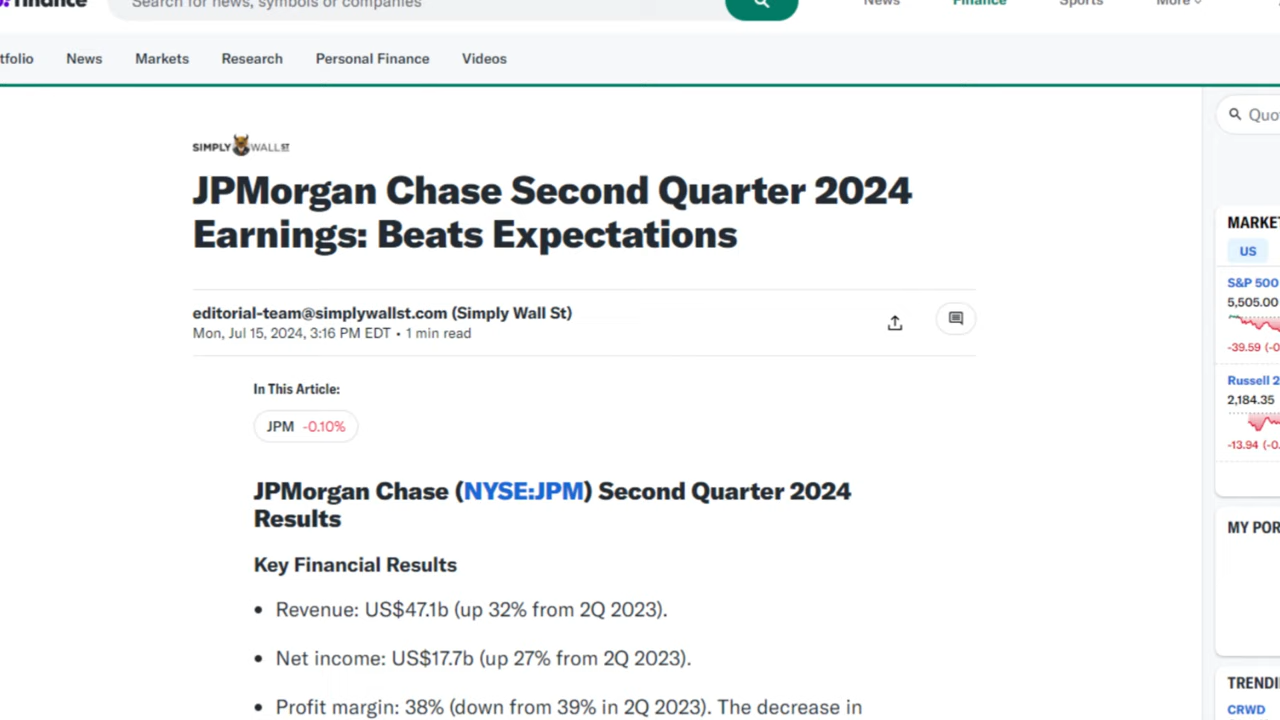 finance
Search for news, symbols or companies
News
Finance
Sports
More
tfolio
News
Markets
Research
Personal Finance
Videos
SIMPLY WALL ST
JPMorgan Chase Second Quarter 2024
Earnings: Beats Expectations
editorial-team@simplywallst.com (Simply Wall St)
Mon, Jul 15, 2024, 3:16 PM EDT • 1 min read
In This Article:
JPM -0.10%
JPMorgan Chase (NYSE:JPM) Second Quarter 2024
Results
Key Financial Results
• Revenue: US$47.1b (up 32% from 2Q 2023).
• Net income: US$17.7b (up 27% from 2Q 2023).
• Profit margin: 38% (down from 39% in 2Q 2023). The decrease in
Quo
MARKE
US
S&P 500
5,505.00
-39.59 (-0
Russell 2
2,184.35
-13.94 (-0.
MY POR
TRENDI
CRWD